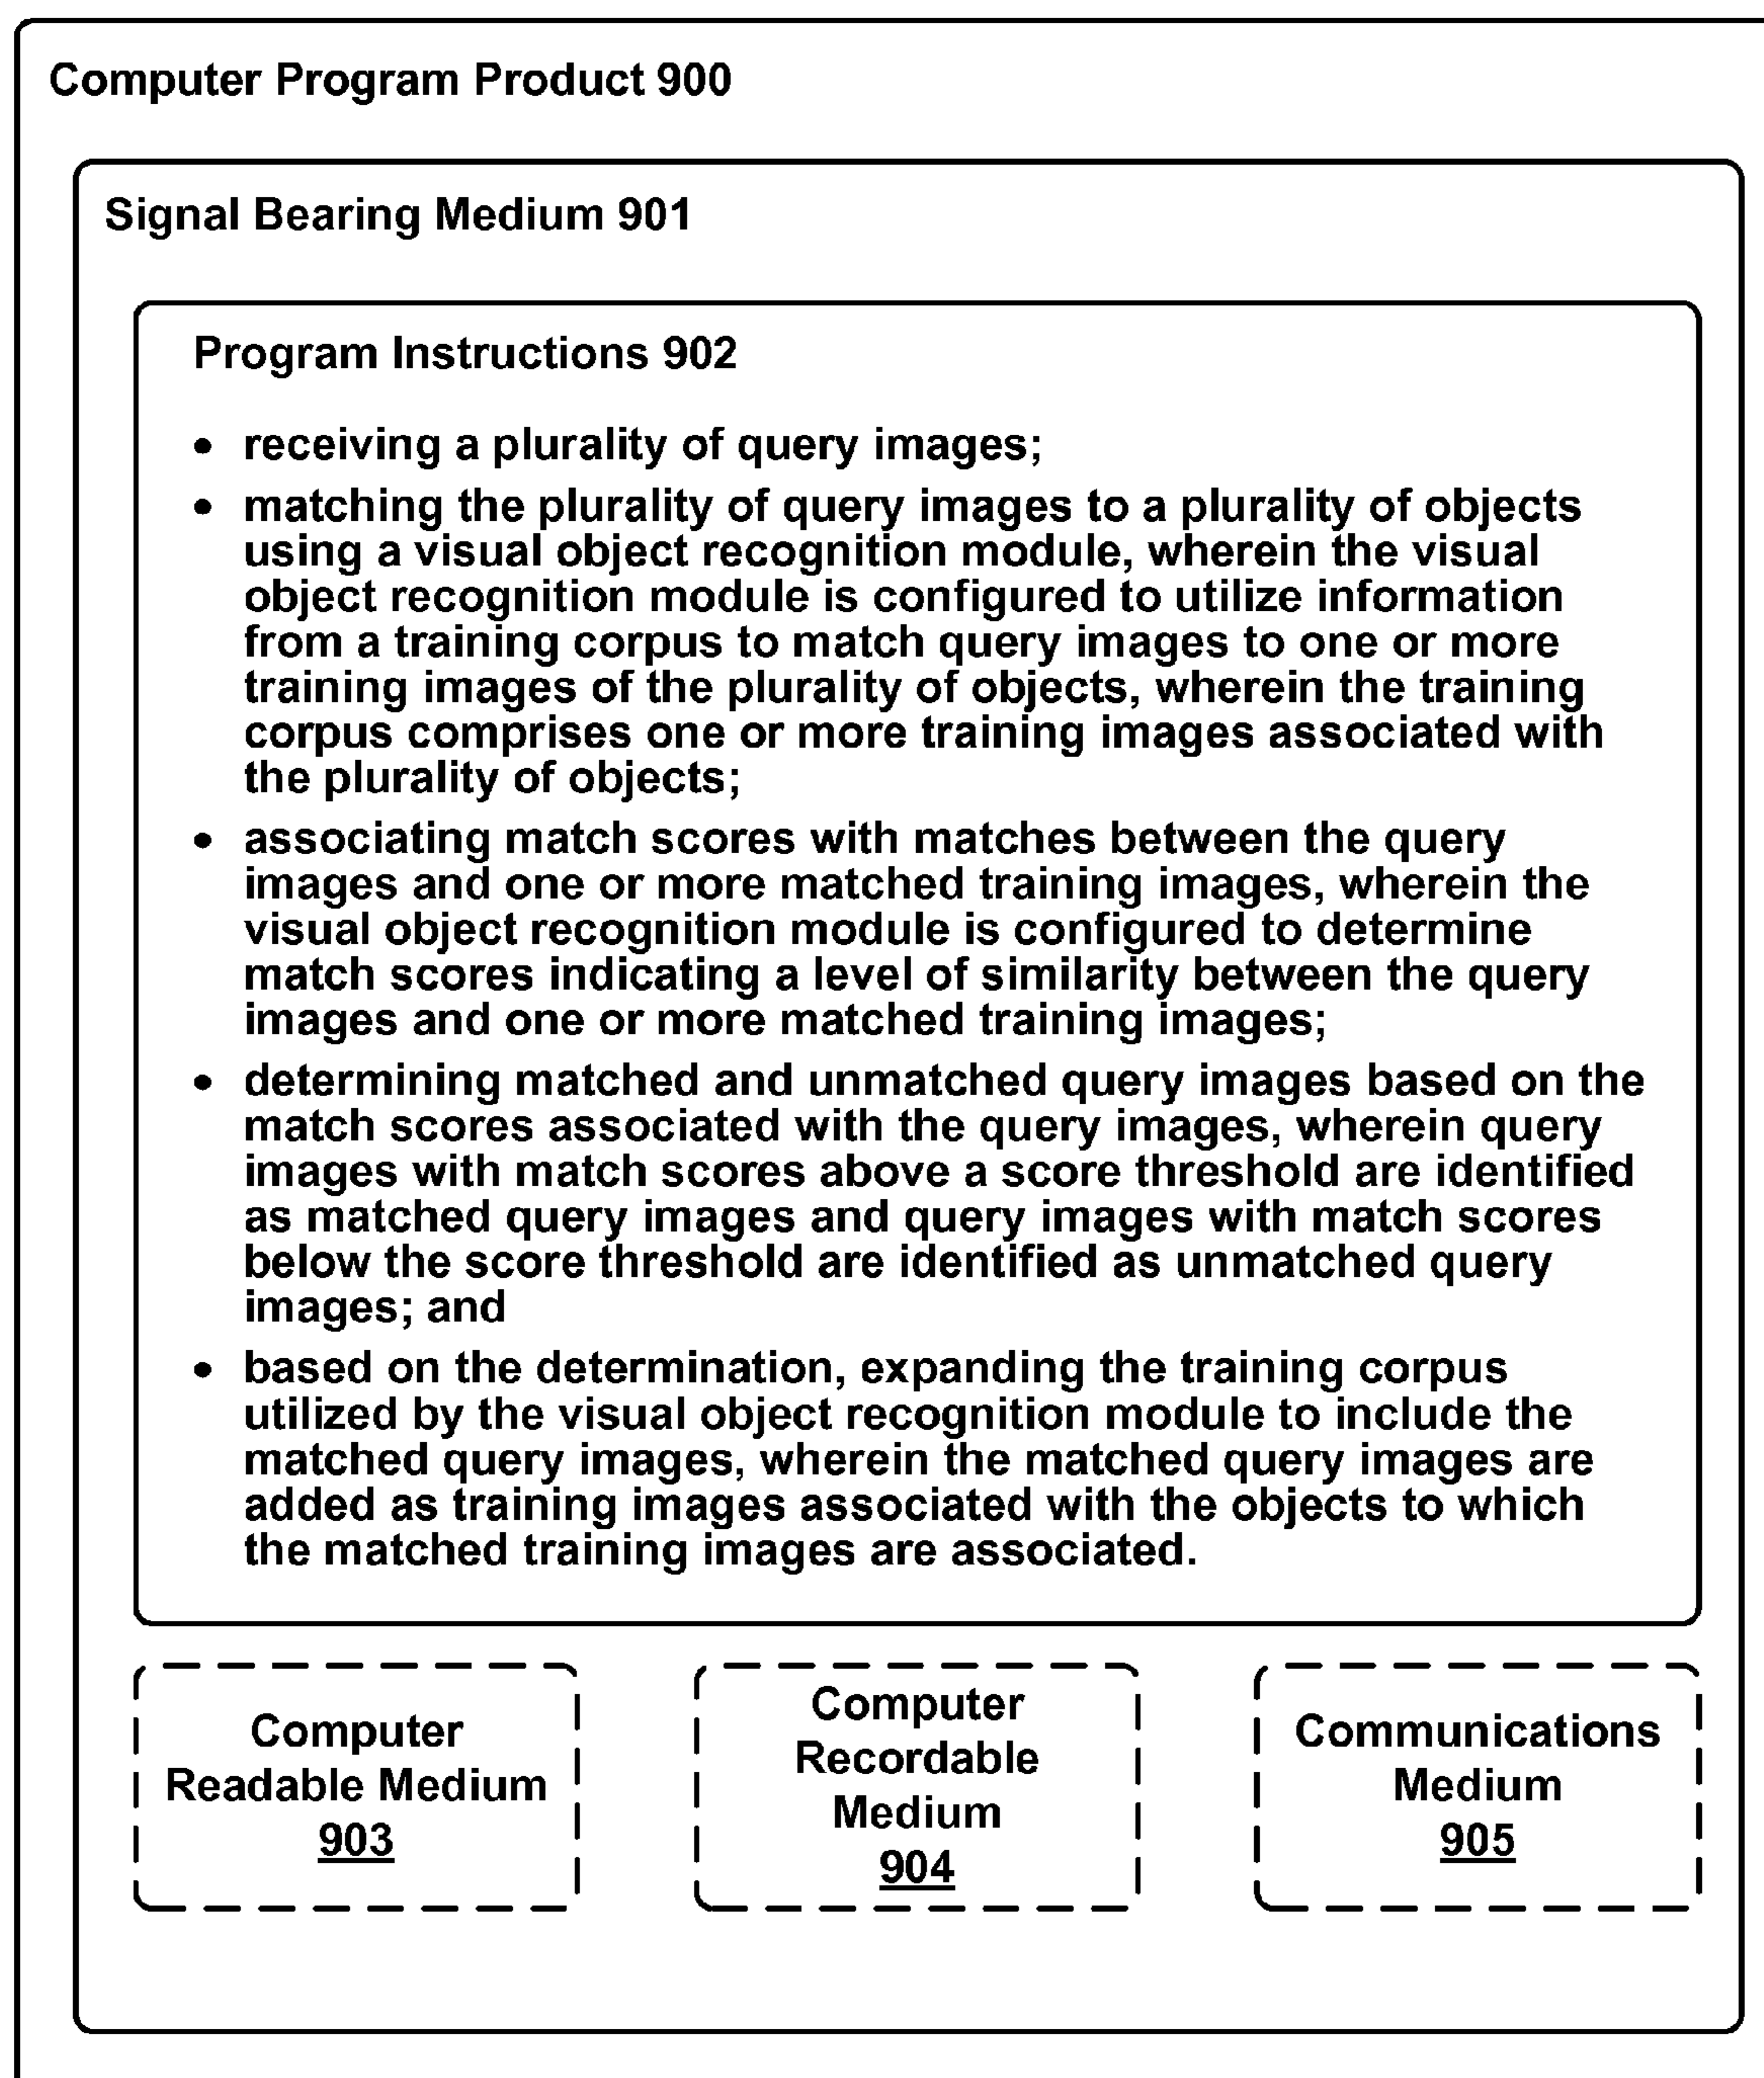 Computer Program Product 900
Signal Bearing Medium 901
Program Instructions 902
• receiving a plurality of query images;
• matching the plurality of query images to a plurality of objects
using a visual object recognition module, wherein the visual
object recognition module is configured to utilize information
from a training corpus to match query images to one or more
training images of the plurality of objects, wherein the training
corpus comprises one or more training images associated with
the plurality of objects;
• associating match scores with matches between the query
images and one or more matched training images, wherein the
visual object recognition module is configured to determine
match scores indicating a level of similarity between the query
images and one or more matched training images;
• determining matched and unmatched query images based on the
match scores associated with the query images, wherein query
images with match scores above a score threshold are identified
as matched query images and query images with match scores
below the score threshold are identified as unmatched query
images; and
• based on the determination, expanding the training corpus
utilized by the visual object recognition module to include the
matched query images, wherein the matched query images are
added as training images associated with the objects to which
the matched training images are associated.
Computer
Readable Medium
903
Computer
Recordable
Medium
904
Communications
Medium
905